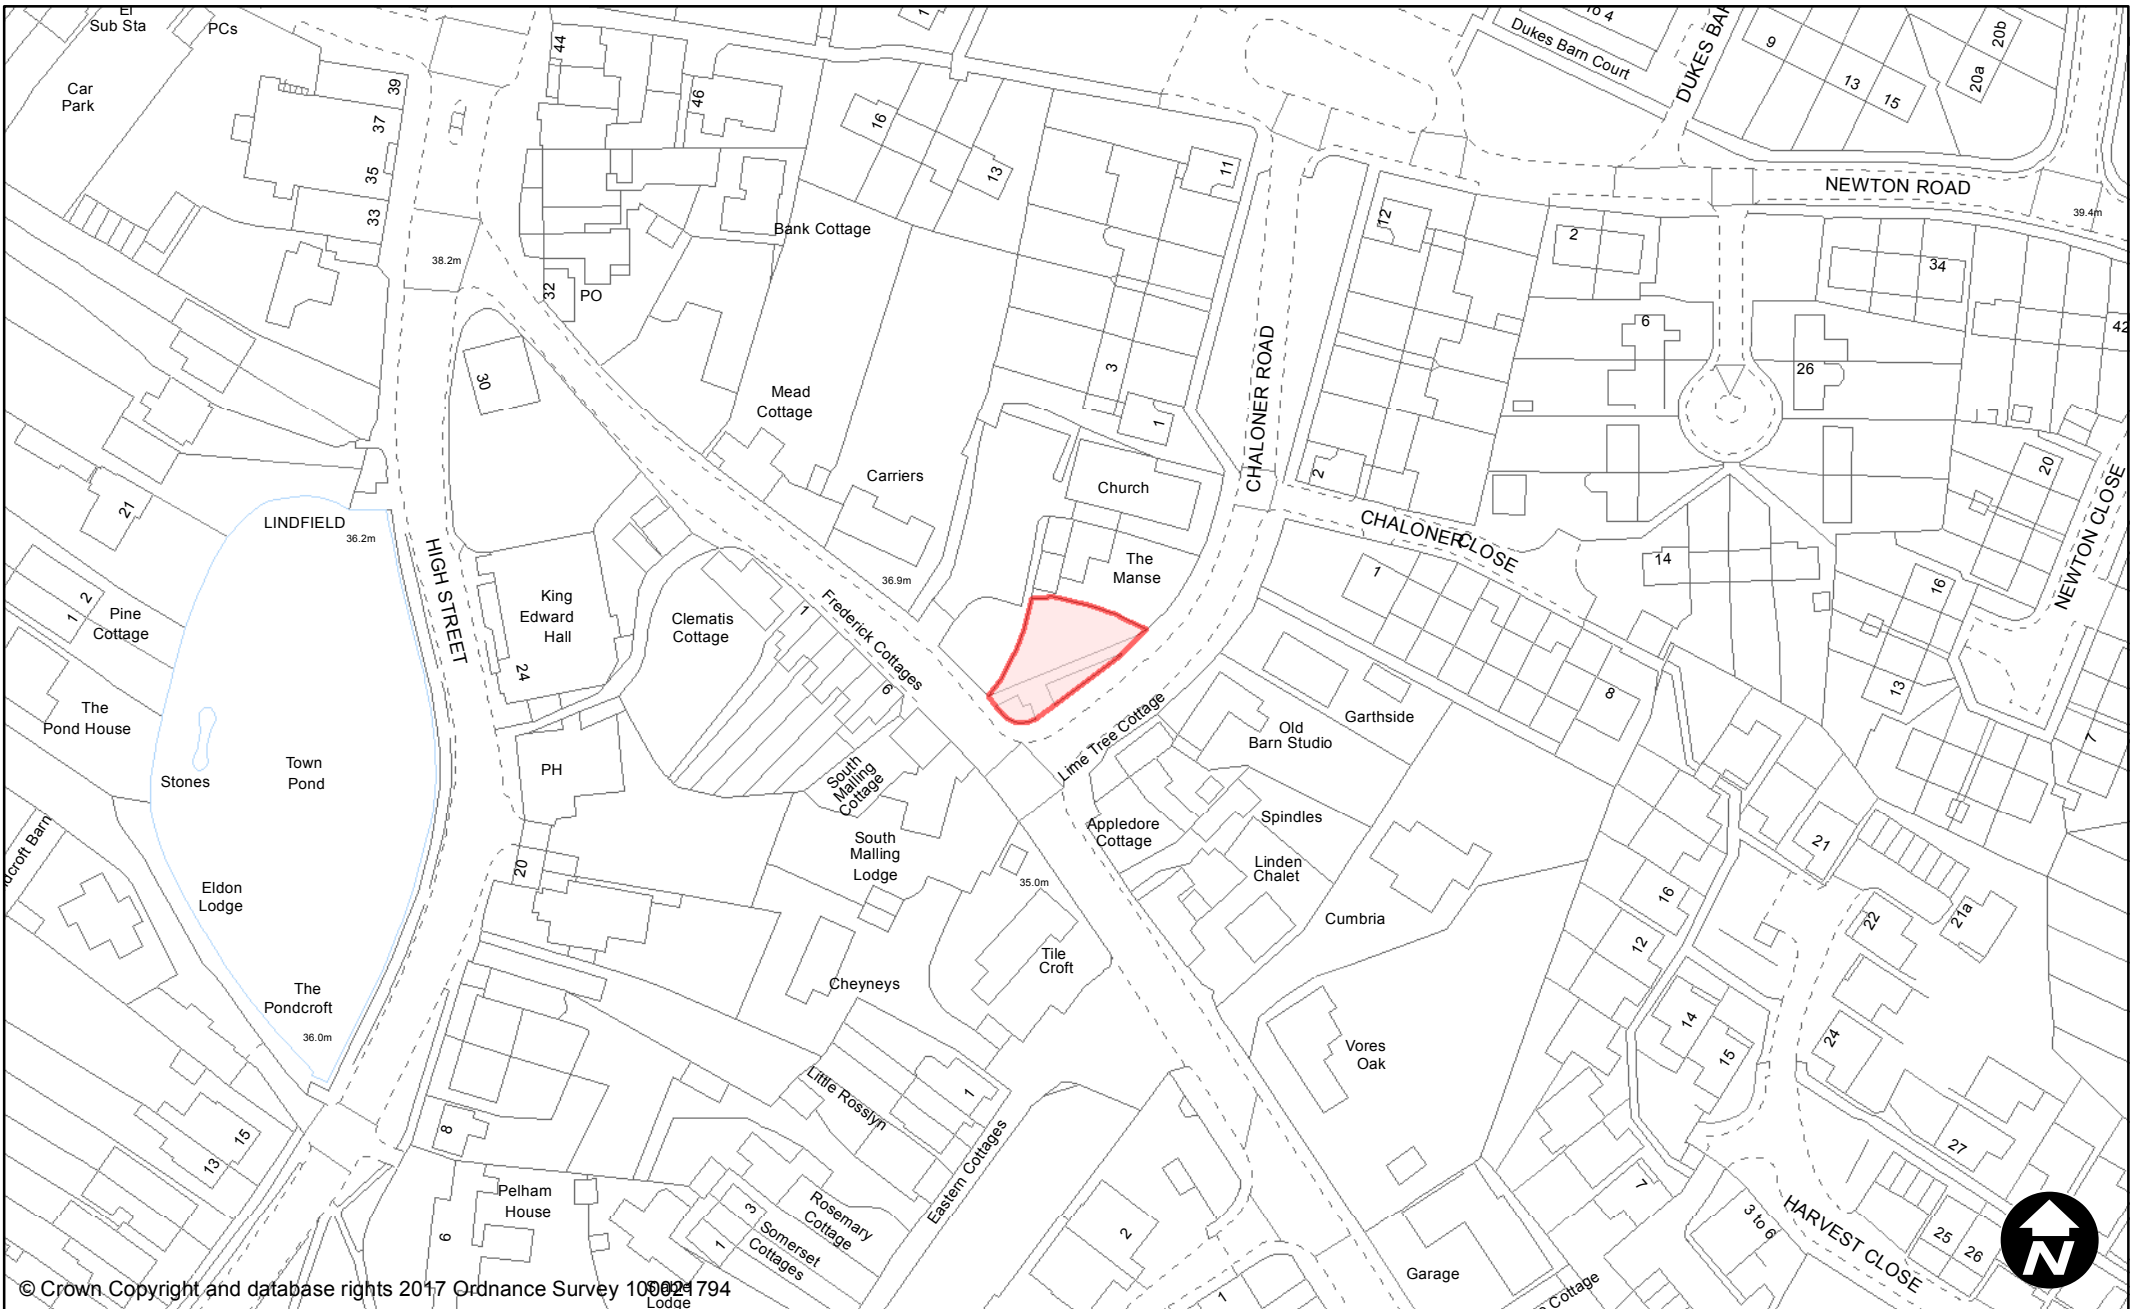 El
Sub Sta
PCs
Car
Park
39
37
35
33
44
46
16
13
11
12
to 4
Dukes Barn Court
9
13
15
20a
20b
NEWTON ROAD
39.4m
Bank Cottage
38.2m
32
PO
30
2
34
42
6
26
3
1
CHALONER ROAD
Mead
Cottage
Carriers
Church
2
20
21
LINDFIELD
36.2m
HIGH STREET
King
Edward
Hall
24
Clematis
Cottage
1
Frederick Cottages
6
36.9m
The
Manse
CHALONER CLOSE
1
8
14
16
13
NEWTON CLOSE
7
2
1
Pine
Cottage
The
Pond House
Stones
Town
Pond
PH
20
South
Malling
Cottage
Lime Tree Cottage
Old
Barn Studio
Garthside
Appledore
Cottage
Spindles
Linden
Chalet
Cumbria
South
Malling
Lodge
35.0m
Tile
Croft
Cheyneys
Eldon
Lodge
The
Pondcroft
36.0m
21
16
12
22
21a
14
15
24
27
Vores
Oak
Little Rosslyn
1
Eastern Cottages
15
13
8
6
Pelham
House
3
1
Somerset
Cottages
Rosemary
Cottage
2
1
Garage
7
3 to 6
HARVEST CLOSE
25
26
N
© Crown Copyright and database rights 2017 Ordnance Survey 100021794
Lodge